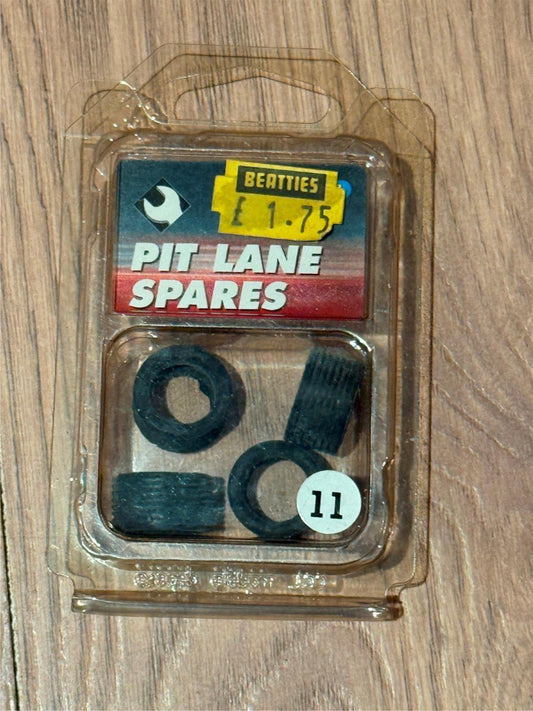 BEATTIES
£ 1.75
PIT LANE
SPARES
11